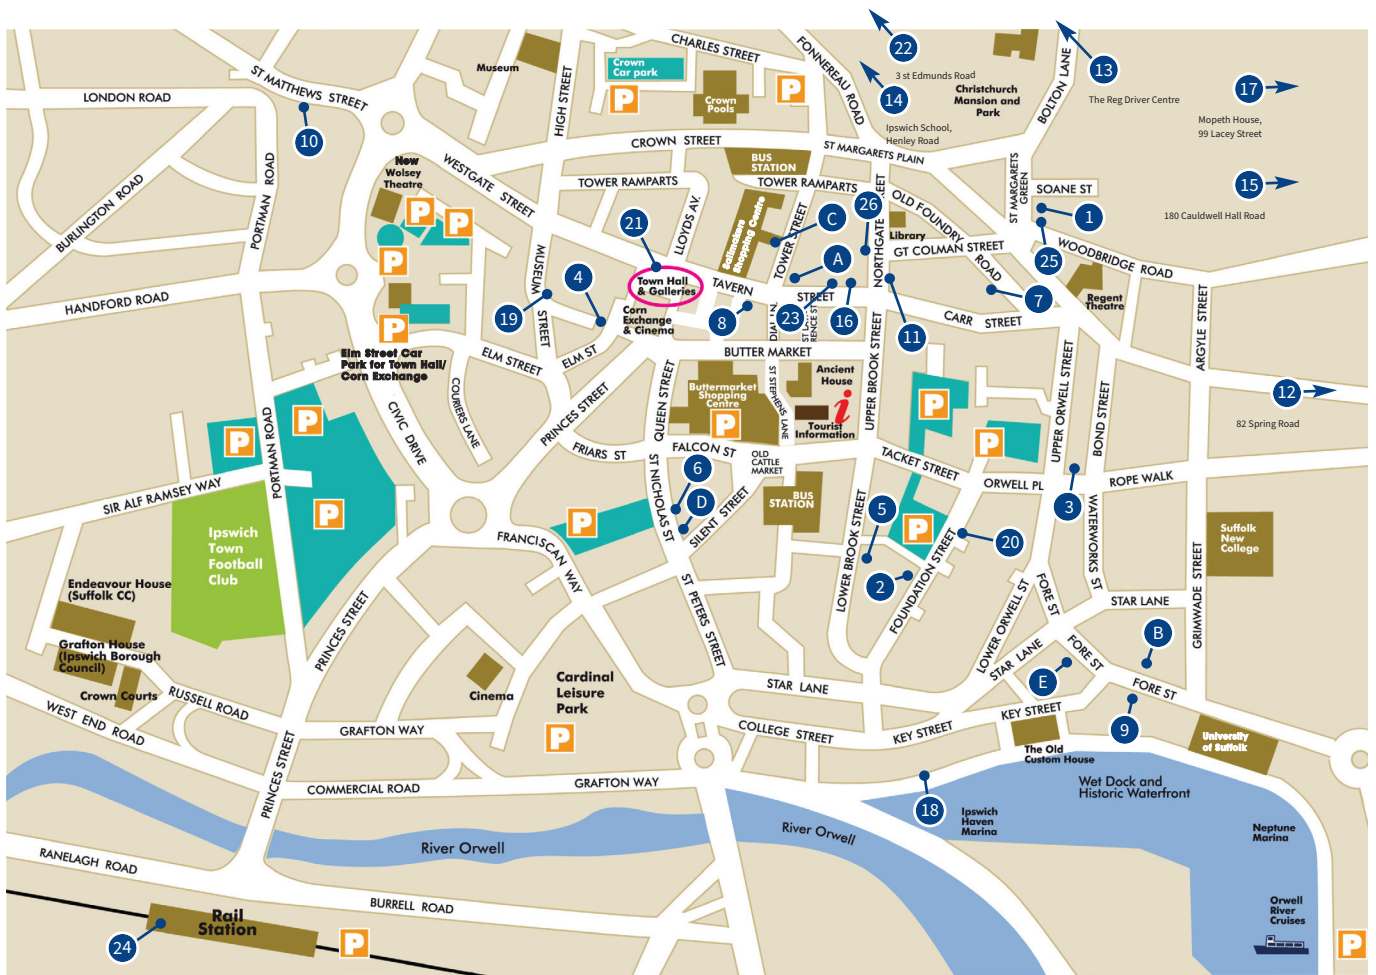 CHARLES STREET
FONNEREAU ROAD
22
3 st Edmunds Road
14
Ipswich School,
Henley Road
Christchurch
Mansion and
Park
BOLTON LANE
13
The Reg Driver Centre
17
Mopeth House,
99 Lacey Street
15
180 Cauldwell Hall Road
Museum
Crown
Car park
P
Crown
Pools
P
HIGH STREET
ST MATTHEWS STREET
LONDON ROAD
10
CROWN STREET
BUS
STATION
ST MARGARETS PLAIN
ST MARGARETS
GREEN
SOANE ST
1
25
WOODBRIDGE ROAD
New
Wolsey
Theatre
P
P
P
WESTGATE STREET
TOWER RAMPARTS
TOWER RAMPARTS
LLOYDS AV.
Sailmakers
Shopping Centre
TOWER STREET
C
26
NORTHGATE STREET
OLD FOUNDRY ROAD
Library
GT COLMAN STREET
PORTMAN ROAD
BURLINGTON ROAD
HANDFORD ROAD
21
Town Hall
& Galleries
Corn
Exchange
& Cinema
MUSEUM STREET
4
19
TAVERN STREET
A
8
23
16
11
7
DIAL LN
ST LAWRENCE ST
CARR STREET
Regent
Theatre
ARGYLE STREET
P
Elm Street Car
Park for Town Hall/
Corn Exchange
ELM STREET
ELM ST
BUTTER MARKET
Buttermarket
Shopping
Centre
P
ST STEPHENS LANE
Ancient
House
i
Tourist
Information
UPPER BROOK STREET
P
P
UPPER ORWELL STREET
BOND STREET
12
82 Spring Road
COURIERS LANE
CIVIC DRIVE
PRINCES STREET
QUEEN STREET
FRIARS ST
FALCON ST
OLD
CATTLE
MARKET
TACKET STREET
ORWELL PL
ROPE WALK
3
P
P
P
PORTMAN ROAD
SIR ALF RAMSEY WAY
Ipswich
Town
Football
Club
6
D
ST NICHOLAS ST
SILENT STREET
BUS
STATION
P
FRANCISCAN WAY
5
LOWER BROOK STREET
2
P
20
FOUNDATION STREET
WATERWORKS ST
Suffolk
New
College
GRIMWADE STREET
Endeavour House
(Suffolk CC)
Grafton House
(Ipswich Borough
Council)
Crown Courts
PRINCES STREET
ST PETERS STREET
LOWER ORWELL ST
FORE ST
STAR LANE
STAR LANE
FORE ST
B
E
FORE ST
9
RUSSELL ROAD
WEST END ROAD
Cinema
Cardinal
Leisure
Park
P
STAR LANE
GRAFTON WAY
COLLEGE STREET
KEY STREET
KEY STREET
The Old
Custom House
University
of Suffolk
PRINCES STREET
COMMERCIAL ROAD
GRAFTON WAY
18
Wet Dock and
Historic Waterfront
Ipswich
Haven
Marina
Neptune
Marina
River Orwell
River Orwell
RANELAGH ROAD
BURRELL ROAD
Rail
Station
24
P
Orwell
River
Cruises
P